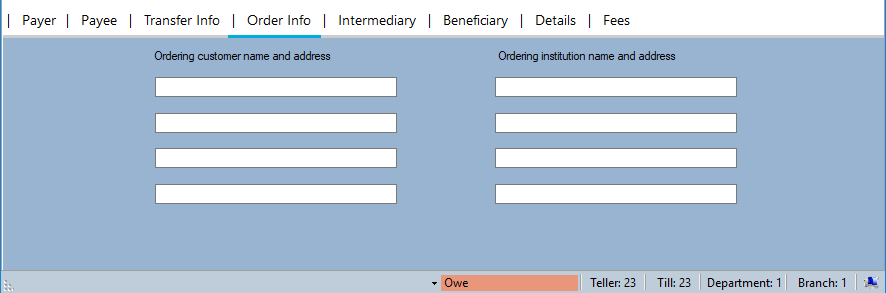 | Payer | Payee | Transfer Info | Order Info | Intermediary | Beneficiary | Details | Fees
Ordering customer name and address Ordering institution name and address
Owe Teller: 23 Till: 23 Department: 1 Branch: 1